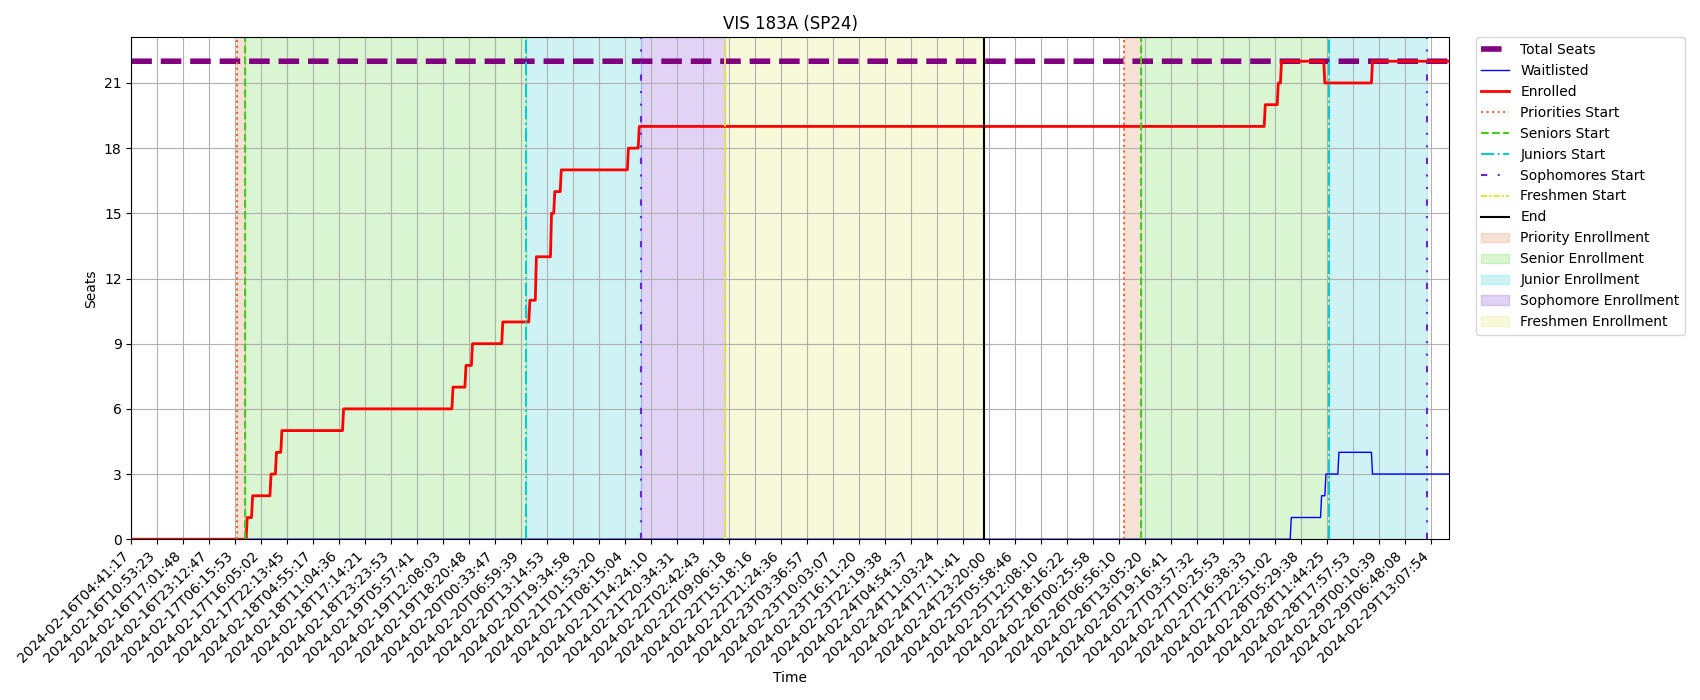 VIS 183A (SP24)
Seats
21
18
15
12
9
6
3
0
2024-02-16T04:41:17
2024-02-16T10:53:23
2024-02-16T17:01:48
2024-02-16T23:12:47
2024-02-17T06:15:53
2024-02-17T16:05:02
2024-02-17T22:13:45
2024-02-18T04:55:17
2024-02-18T11:04:36
2024-02-18T17:14:21
2024-02-18T23:23:53
2024-02-19T05:57:41
2024-02-19T12:08:03
2024-02-19T18:20:48
2024-02-20T00:33:47
2024-02-20T06:59:39
2024-02-20T13:14:53
2024-02-20T19:34:58
2024-02-21T01:53:20
2024-02-21T08:15:04
2024-02-21T14:24:10
2024-02-21T20:34:31
2024-02-22T02:42:43
2024-02-22T09:06:18
2024-02-22T15:18:16
2024-02-22T21:24:36
2024-02-23T03:36:57
2024-02-23T10:03:07
2024-02-23T16:11:20
2024-02-23T22:19:38
2024-02-24T04:54:37
2024-02-24T11:03:24
2024-02-24T17:11:41
2024-02-24T23:20:00
2024-02-25T05:58:46
2024-02-25T12:08:10
2024-02-25T18:16:22
2024-02-26T00:25:58
2024-02-26T06:56:10
2024-02-26T13:05:20
2024-02-26T19:16:41
2024-02-27T03:57:32
2024-02-27T10:25:53
2024-02-27T16:38:33
2024-02-27T22:51:02
2024-02-28T05:29:38
2024-02-28T11:44:25
2024-02-28T17:57:53
2024-02-29T00:10:39
2024-02-29T06:48:08
2024-02-29T13:07:54
Time
Total Seats
Waitlisted
Enrolled
Priorities Start
Seniors Start
Juniors Start
Sophomores Start
Freshmen Start
End
Priority Enrollment
Senior Enrollment
Junior Enrollment
Sophomore Enrollment
Freshmen Enrollment